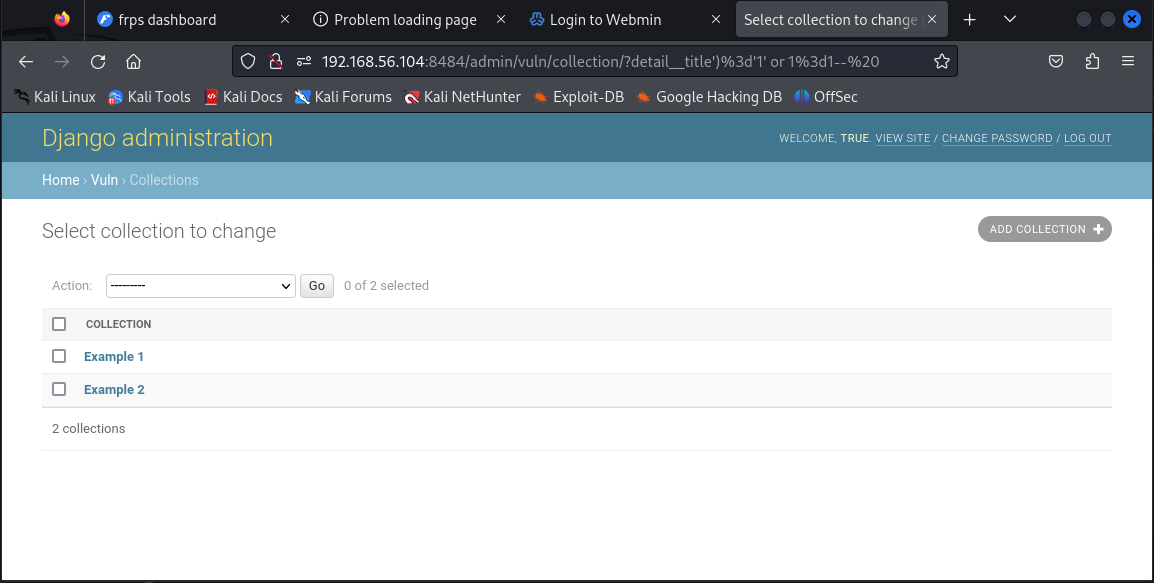 frps dashboard Problem loading page Login to Webmin Select collection to change
192.168.56.104:8484/admin/vuln/collection/?detail__title')%3d'1' or 1%3d1--%20
Kali Linux Kali Tools Kali Docs Kali Forums Kali NetHunter Exploit-DB Google Hacking DB OffSec
Django administration WELCOME, TRUE. VIEW SITE / CHANGE PASSWORD / LOG OUT
Home › Vuln › Collections
Select collection to change ADD COLLECTION +
Action: --------- Go 0 of 2 selected
COLLECTION
Example 1
Example 2
2 collections